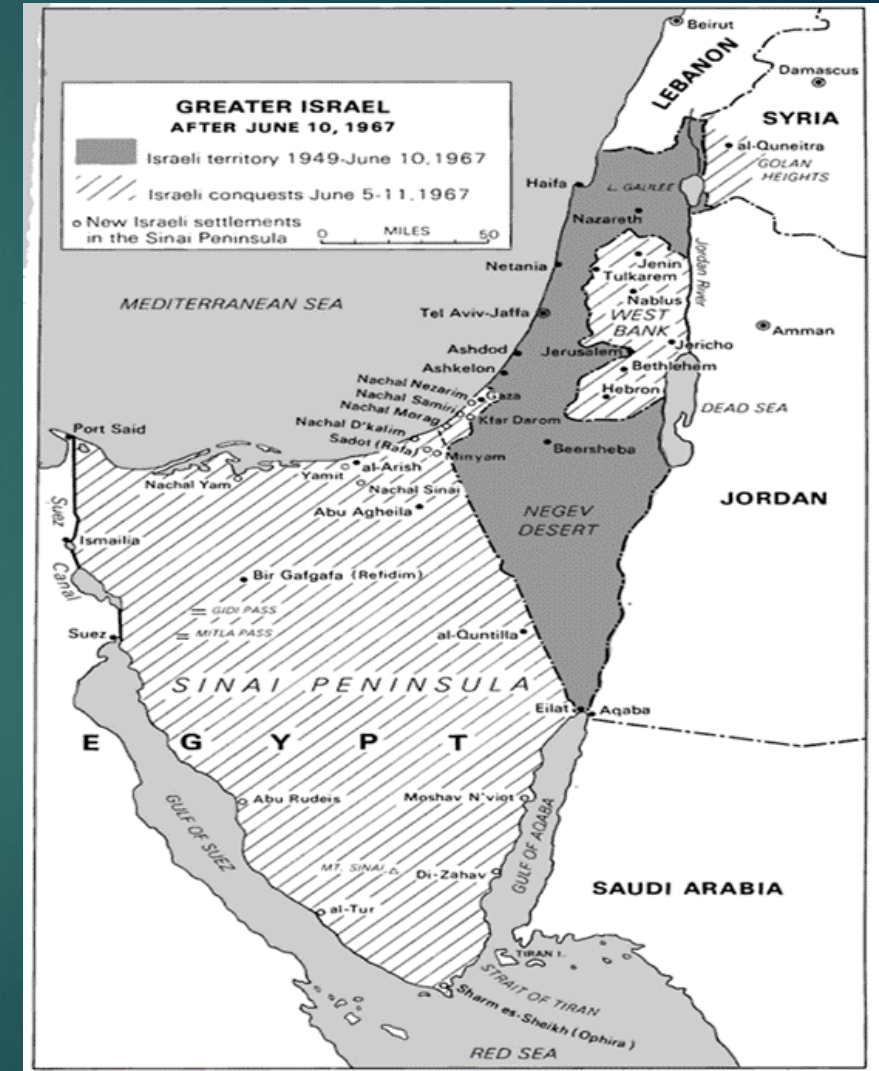 Beirut
LEBANON
Damascus
SYRIA
GREATER ISRAEL
AFTER JUNE 10, 1967
Israeli territory 1949-June 10, 1967
Israeli conquests June 5-11, 1967
New Israeli settlements
in the Sinai Peninsula
0 MILES 50
al-Quneitra
GOLAN
HEIGHTS
Haifa
L. GALILEE
Nazareth
Jordan River
Netania
Jenin
Tulkarem
Nablus
MEDITERRANEAN SEA
WEST
BANK
Tel Aviv-Jaffa
Amman
Ashdod
Jerusalem
Jericho
Ashkelon
Bethlehem
Nachal Nezarim
Gaza
Hebron
Nachal Samiri
Nachal Morag
Kfar Darom
DEAD SEA
Nachal D'kalim
Port Said
Sadot (Rafa)
Minyam
Beersheba
al-Arish
Yamit
Nachal Yam
Nachal Sinai
JORDAN
Abu Agheila
NEGEV
DESERT
Suez
Canal
Ismailia
Bir Gafgafa (Refidim)
GIDI PASS
MITLA PASS
Suez
al-Quntilla
SINAI PENINSULA
Eilat
Aqaba
EGYPT
Abu Rudeis
Moshav N'viot
GULF OF SUEZ
GULF OF AQABA
MT. SINAI
Di-Zahav
SAUDI ARABIA
al-Tur
TIRAN I.
STRAIT OF TIRAN
Sharm es-Sheikh (Ophira)
RED SEA